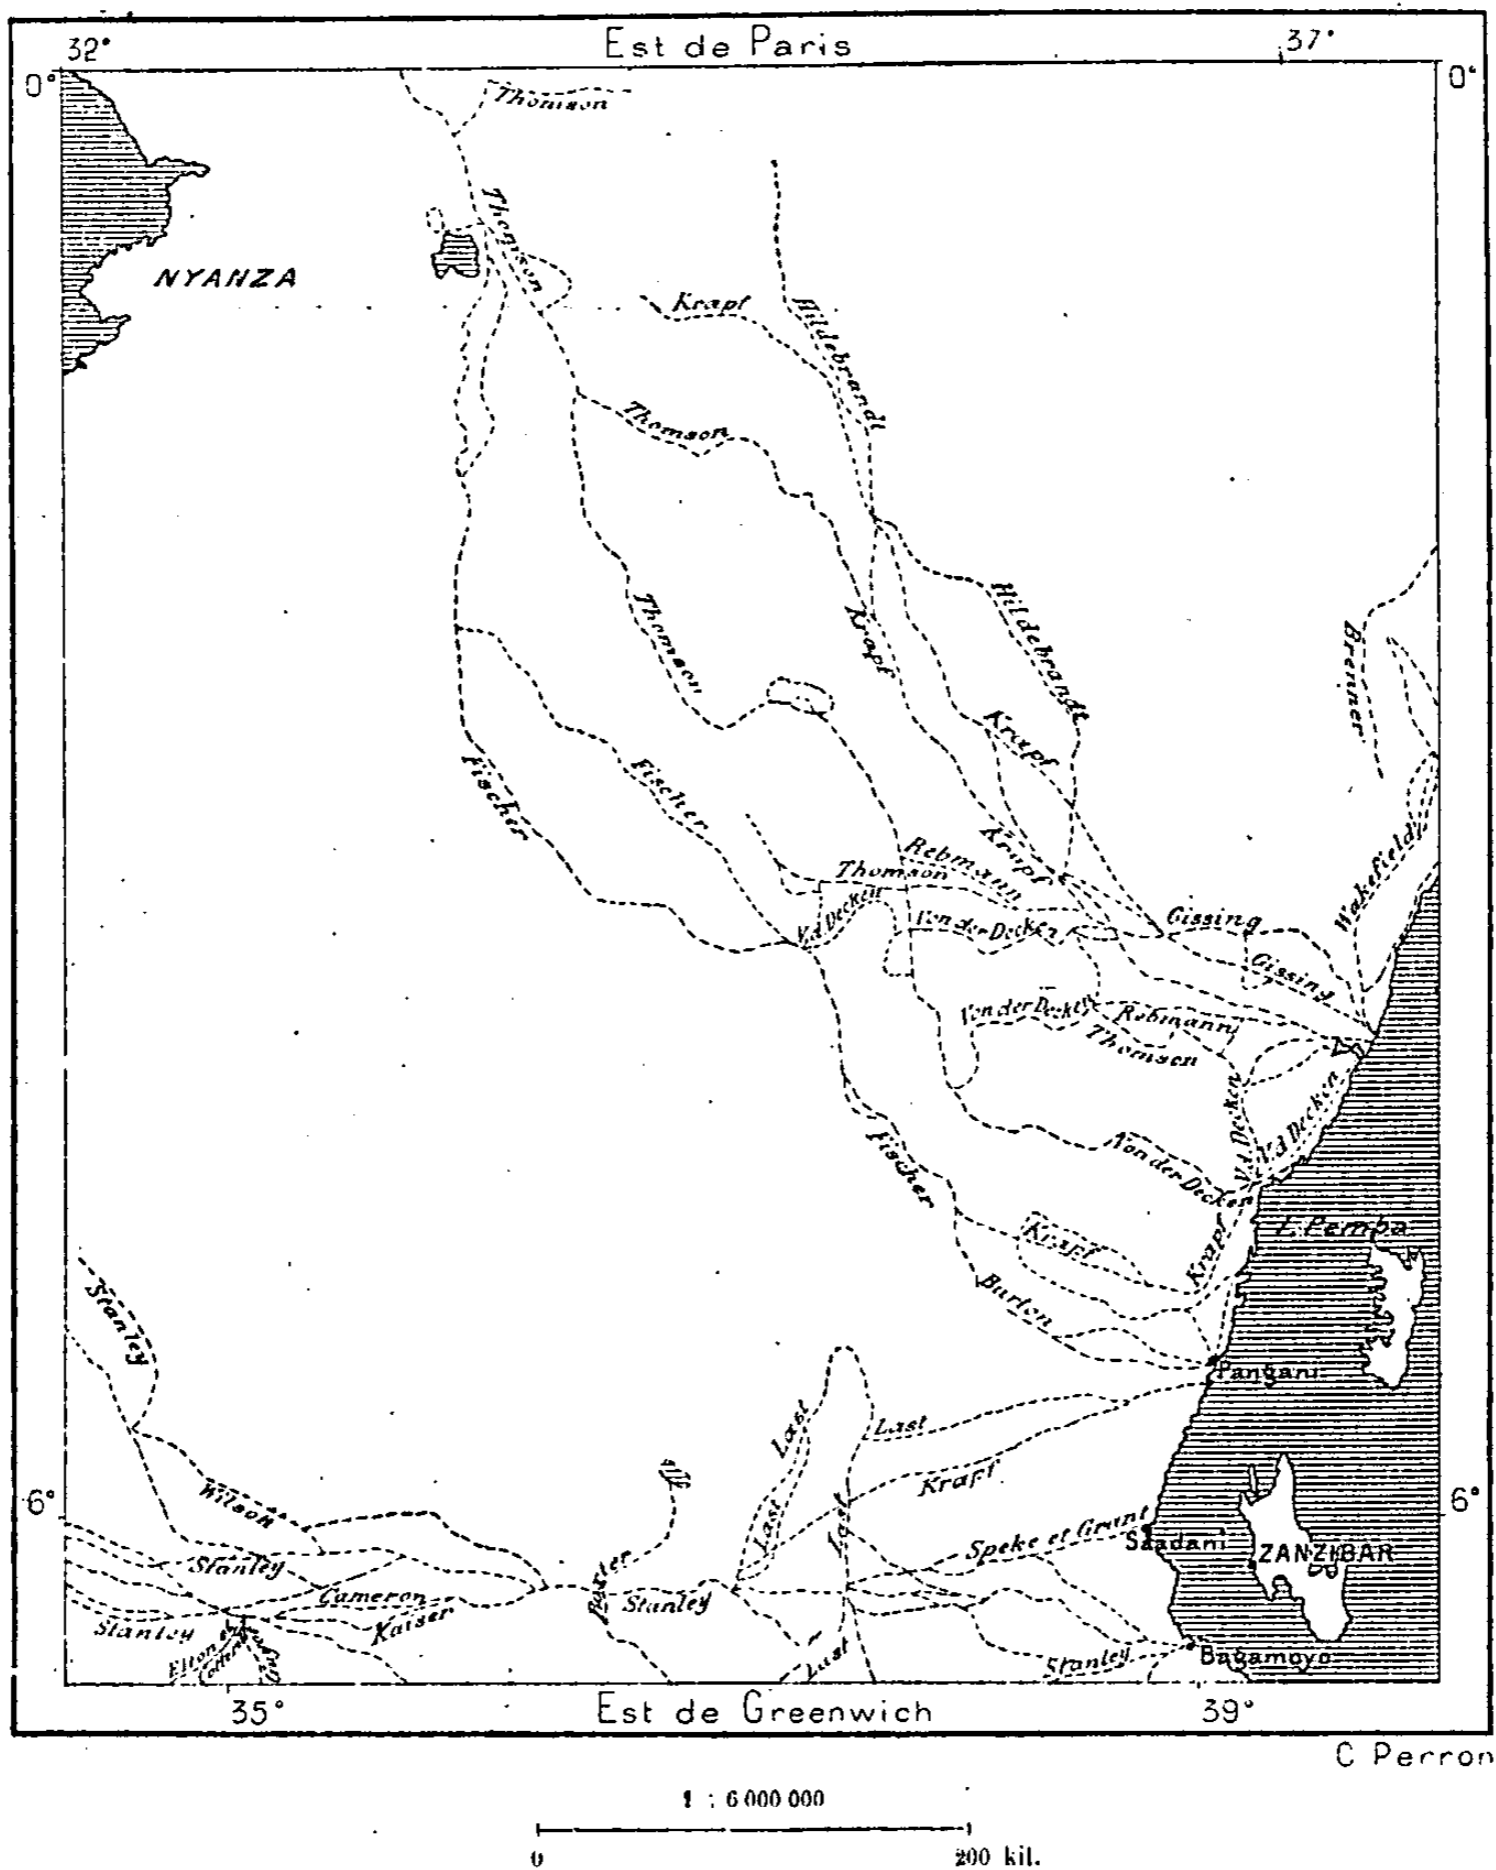 32°
Est de Paris
37°
0°
0°
Thomson
Thomson
NYANZA
Krapf
Hildebrandt
Thomson
Thomson
Krapf
Hildebrandt
Brenner
Krapf
Fischer
Fischer
Krapf
Rebmann
Thomson
Wakefield
V.d Decken
Von der Decken
Gissing
Gissing
Von der Decken
Rebmann
Thomson
V.d Decken
V.d Decken
Fischer
Von der Decken
I. Pemba
Krapf
Krapf
Burton
Stanley
Pangani
Last
Last
Krapf
6°
6°
Wilson
Last
Last
Speke et Grant
Saadani
ZANZIBAR
Stanley
Baxter
Cameron
Stanley
Kaiser
Stanley
Elton
Last
Stanley
Bagamoyo
35°
Est de Greenwich
39°
C Perron
1 : 6 000 000
0
200 kil.